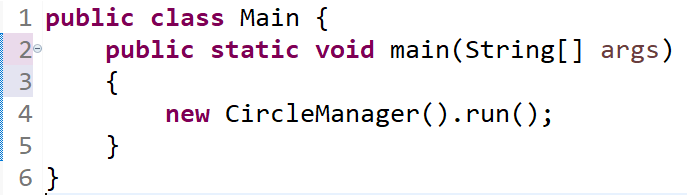 1 public class Main {
2 public static void main(String[] args)
3 {
4 new CircleManager().run();
5 }
6 }